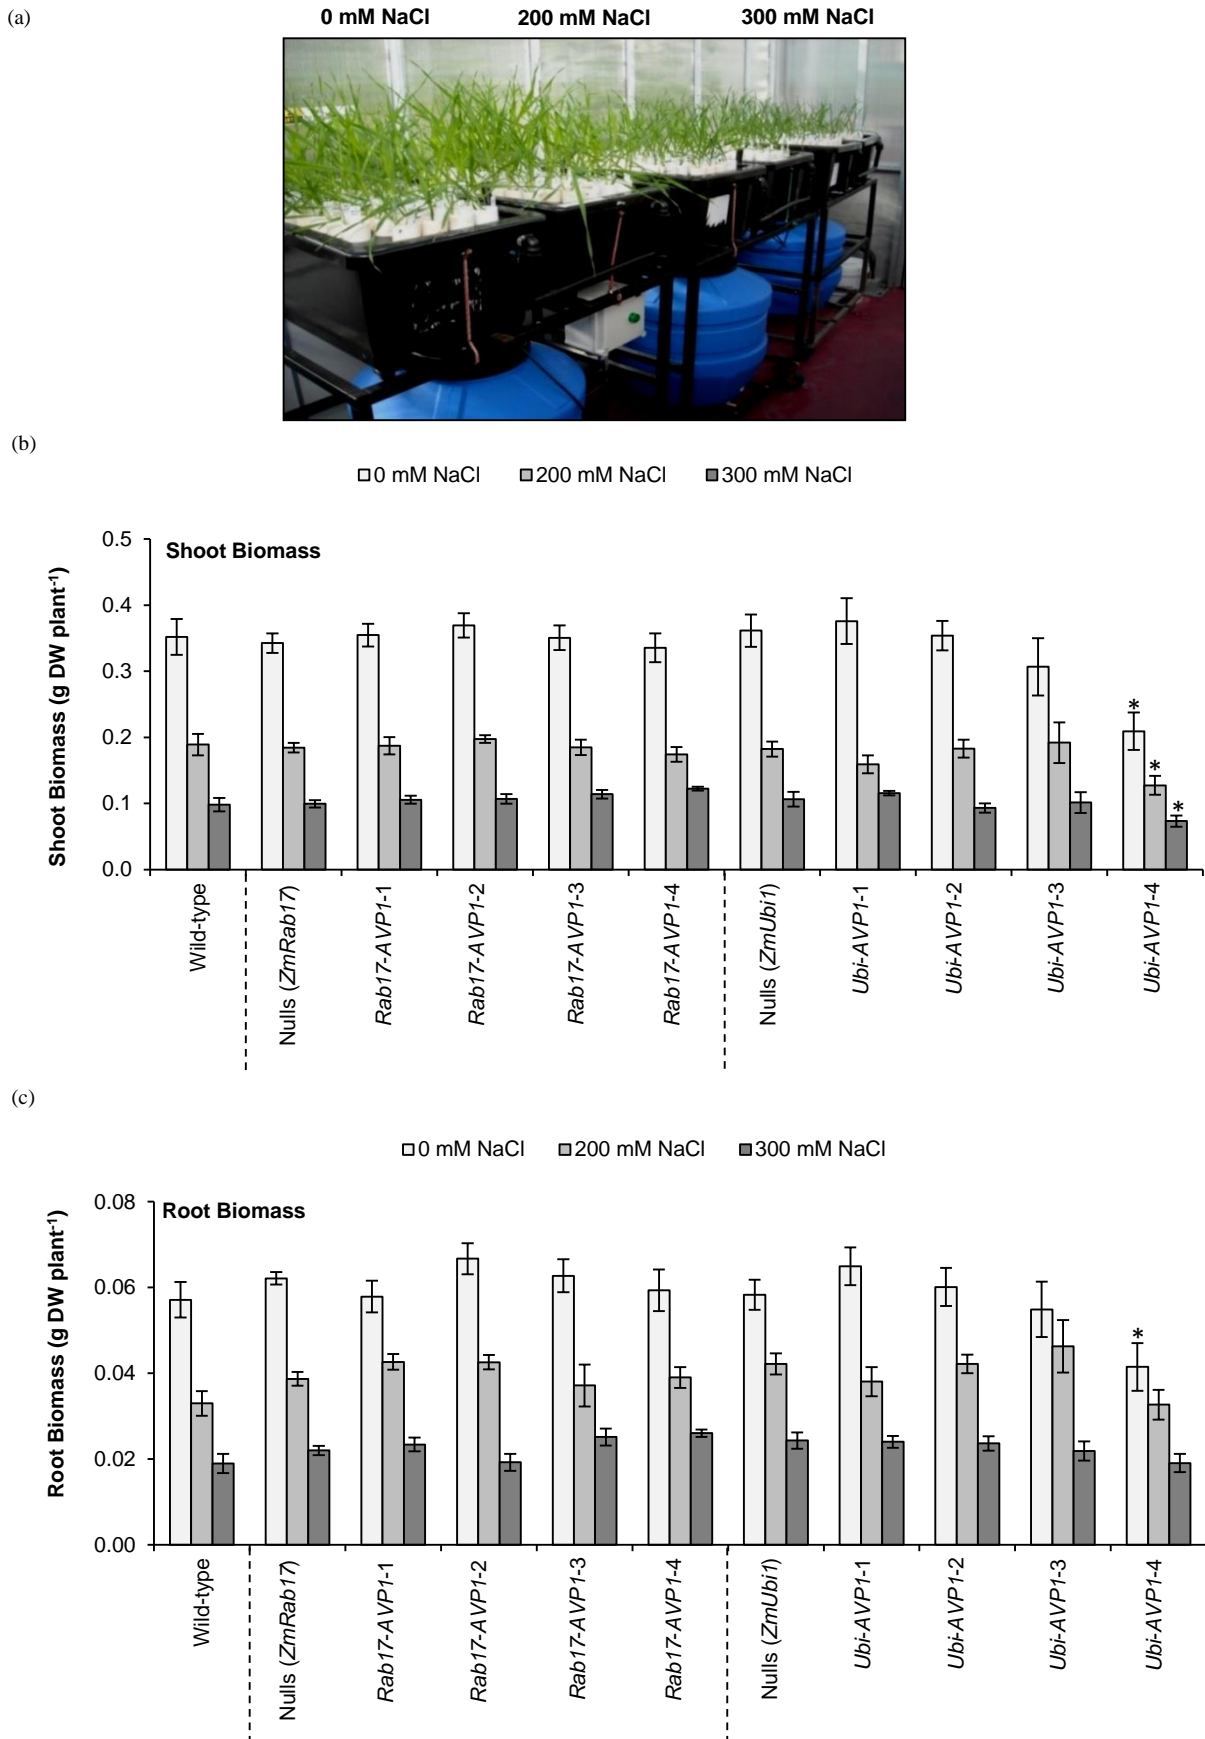 (a)
0 mM NaCl 200 mM NaCl 300 mM NaCl
(b)
0 mM NaCl 200 mM NaCl 300 mM NaCl
Shoot Biomass
Shoot Biomass (g DW plant⁻¹)
0.5
0.4
0.3
0.2
0.1
0.0
*
*
*
Wild-type
Nulls (ZmRab17)
Rab17-AVP1-1
Rab17-AVP1-2
Rab17-AVP1-3
Rab17-AVP1-4
Nulls (ZmUbi1)
Ubi-AVP1-1
Ubi-AVP1-2
Ubi-AVP1-3
Ubi-AVP1-4
(c)
0 mM NaCl 200 mM NaCl 300 mM NaCl
Root Biomass
Root Biomass (g DW plant⁻¹)
0.08
0.06
0.04
0.02
0.00
*
Wild-type
Nulls (ZmRab17)
Rab17-AVP1-1
Rab17-AVP1-2
Rab17-AVP1-3
Rab17-AVP1-4
Nulls (ZmUbi1)
Ubi-AVP1-1
Ubi-AVP1-2
Ubi-AVP1-3
Ubi-AVP1-4